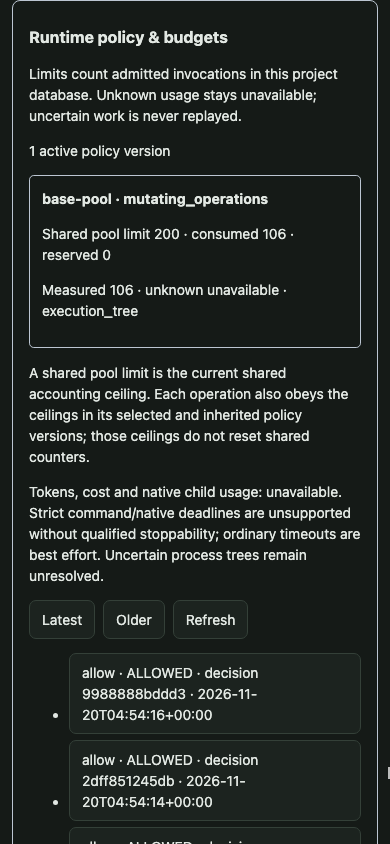 Runtime policy & budgets
Limits count admitted invocations in this project
database. Unknown usage stays unavailable;
uncertain work is never replayed.
1 active policy version
base-pool · mutating_operations
Shared pool limit 200 · consumed 106 ·
reserved 0
Measured 106 · unknown unavailable ·
execution_tree
A shared pool limit is the current shared
accounting ceiling. Each operation also obeys the
ceilings in its selected and inherited policy
versions; those ceilings do not reset shared
counters.
Tokens, cost and native child usage: unavailable.
Strict command/native deadlines are unsupported
without qualified stoppability; ordinary timeouts are
best effort. Uncertain process trees remain
unresolved.
Latest Older Refresh
allow · ALLOWED · decision
9988888bddd3 · 2026-11-
20T04:54:16+00:00
allow · ALLOWED · decision
2dff851245db · 2026-11-
20T04:54:14+00:00